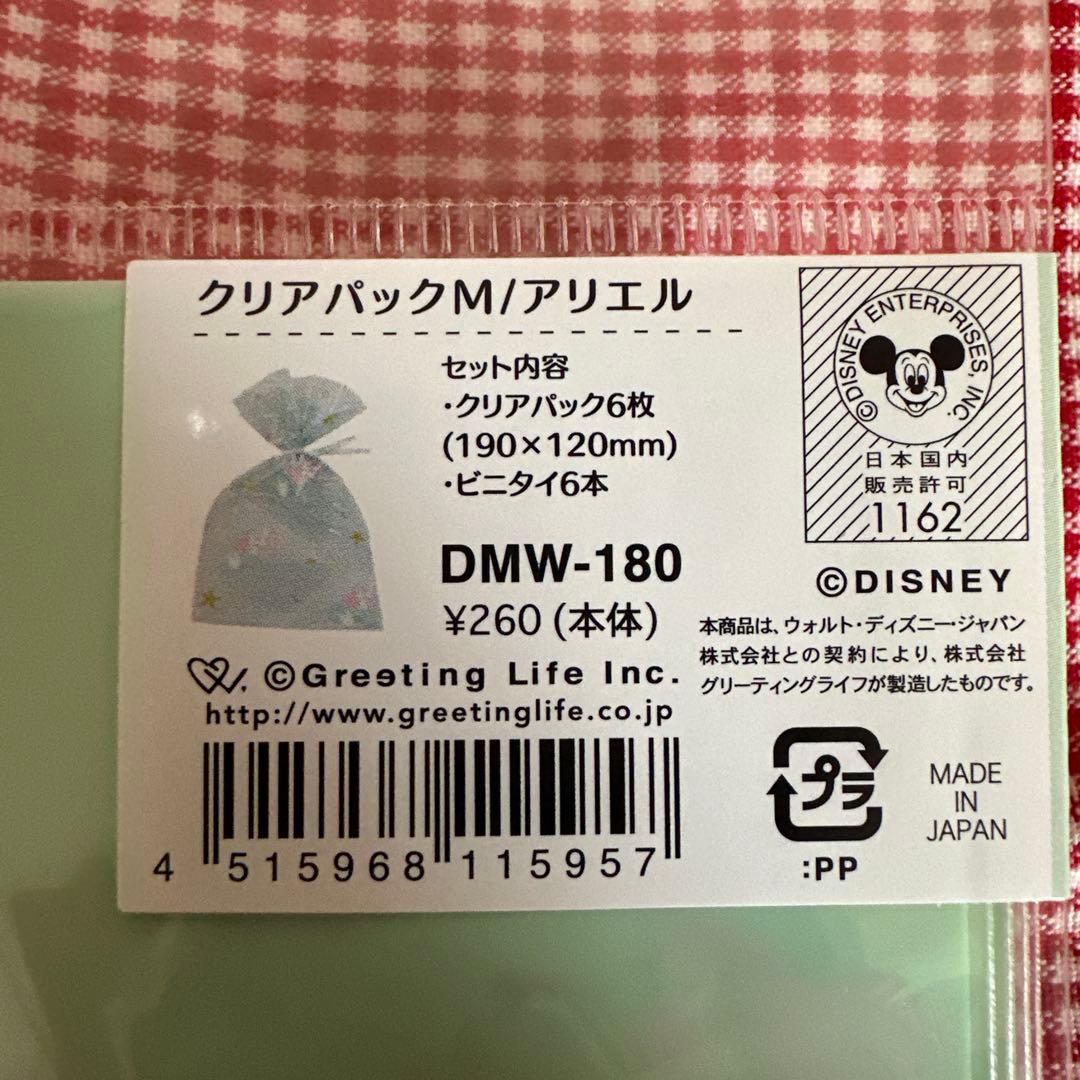 クリアパックM/アリエル
セット内容
・クリアパック6枚
(190×120mm)
・ビニタイ6本
DMW-180
¥260(本体)
©Greeting Life Inc.
http://www.greetinglife.co.jp
4 515968 115957
©DISNEY ENTERPRISES, INC.
日本国内
販売許可
1162
©DISNEY
本商品は、ウォルト・ディズニー・ジャパン
株式会社との契約により、株式会社
グリーティングライフが製造したものです。
プラ
:PP
MADE
IN
JAPAN